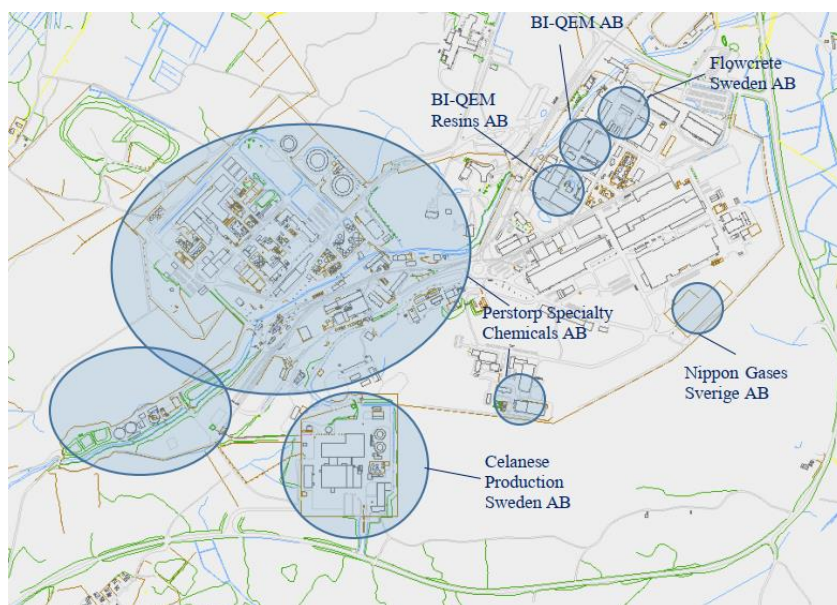 BI-QEM AB
Flowcrete
Sweden AB
BI-QEM
Resins AB
Perstorp Specialty
Chemicals AB
Nippon Gases
Sverige AB
Celanese
Production
Sweden AB